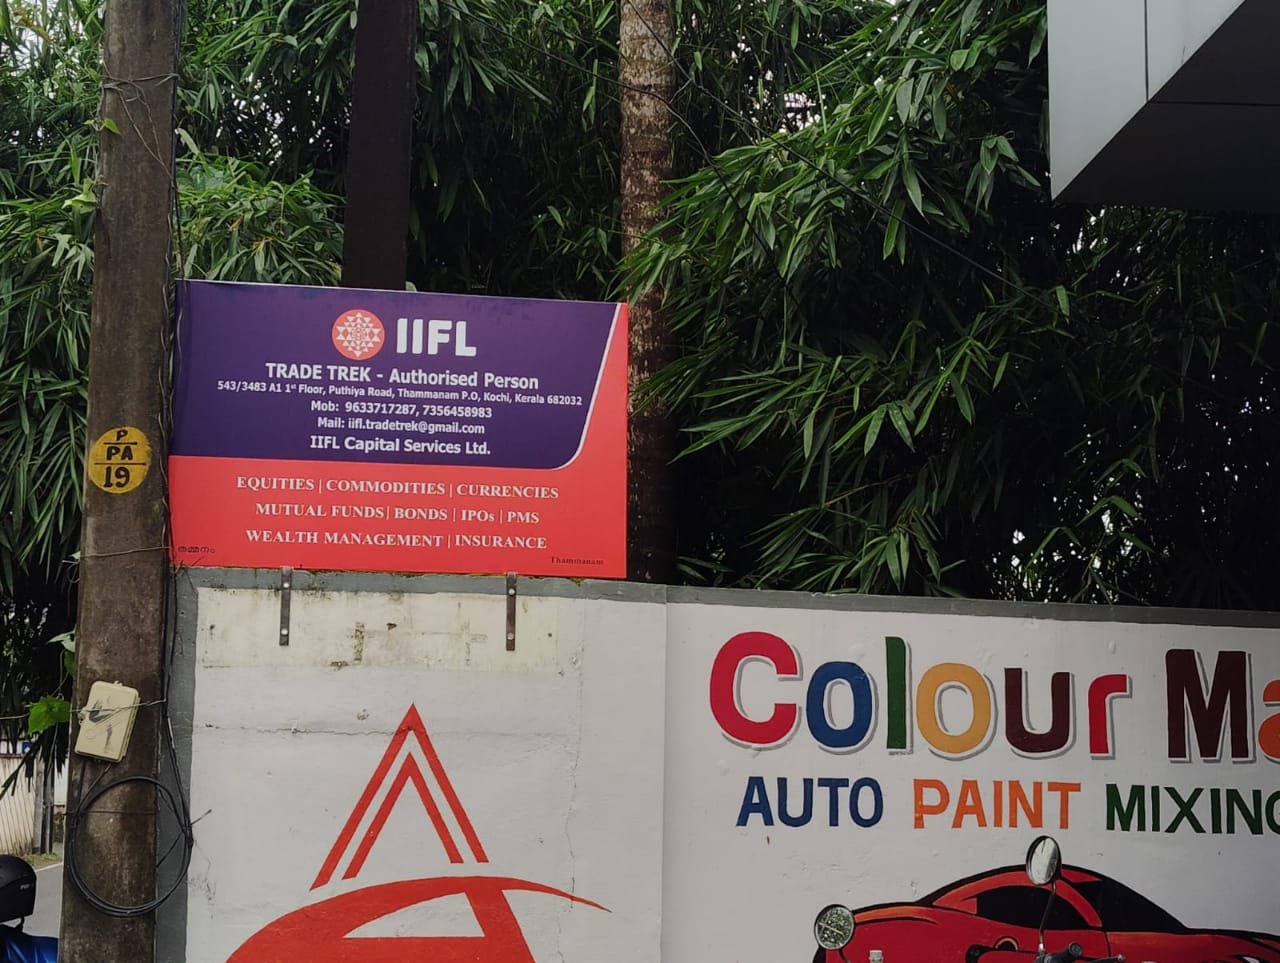 P
PA
19
IIFL
TRADE TREK - Authorised Person
543/3483 A1 1st Floor, Puthiya Road, Thammanam P.O, Kochi, Kerala 682032
Mob: 9633717287, 7356458983
Mail: iifl.tradetrek@gmail.com
IIFL Capital Services Ltd.
EQUITIES | COMMODITIES | CURRENCIES
MUTUAL FUNDS | BONDS | IPOs | PMS
WEALTH MANAGEMENT | INSURANCE
തമ്മനം
Thammanam
Colour Ma
AUTO PAINT MIXING